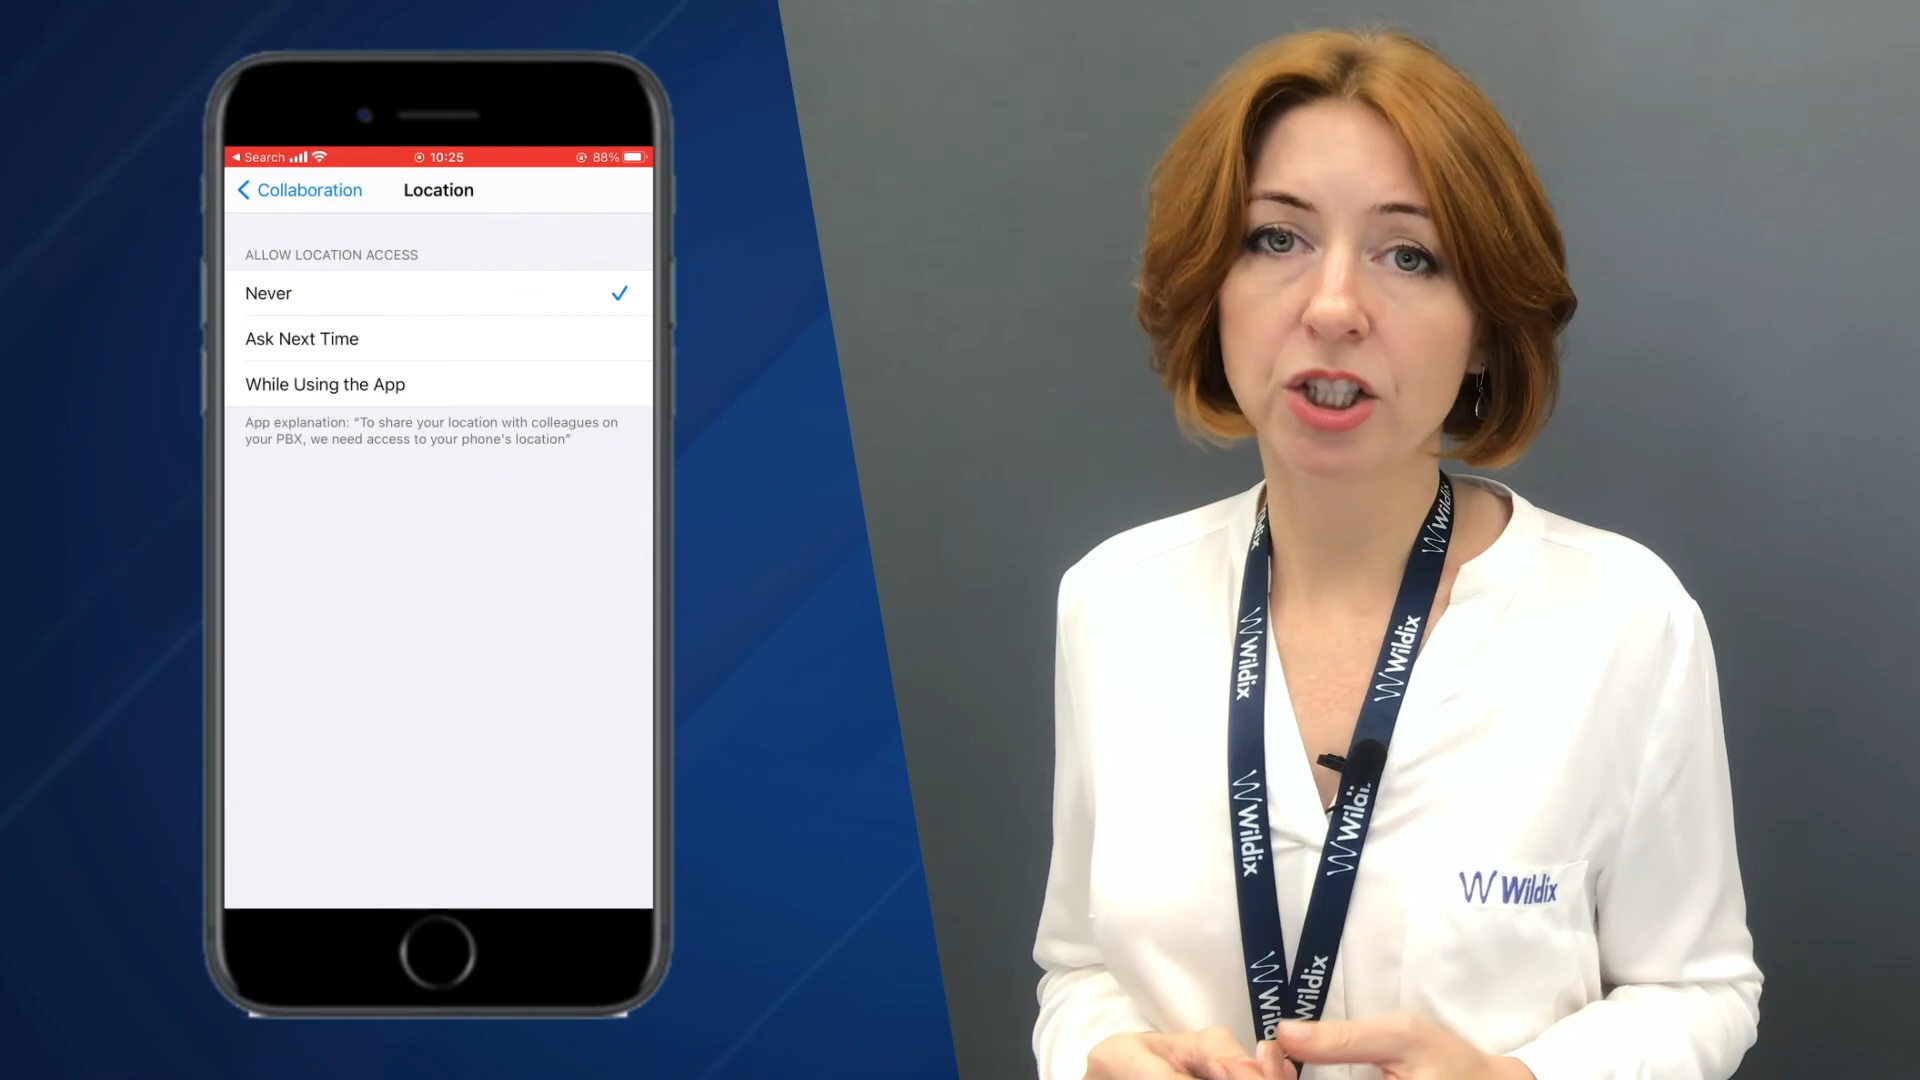 Search 10:25 88%
Collaboration Location
ALLOW LOCATION ACCESS
Never
Ask Next Time
While Using the App
App explanation: “To share your location with colleagues on
your PBX, we need access to your phone's location”
Wildix
Wildix
Wildix
Wildix
Wildix
Wildix
Wildix
Wildix